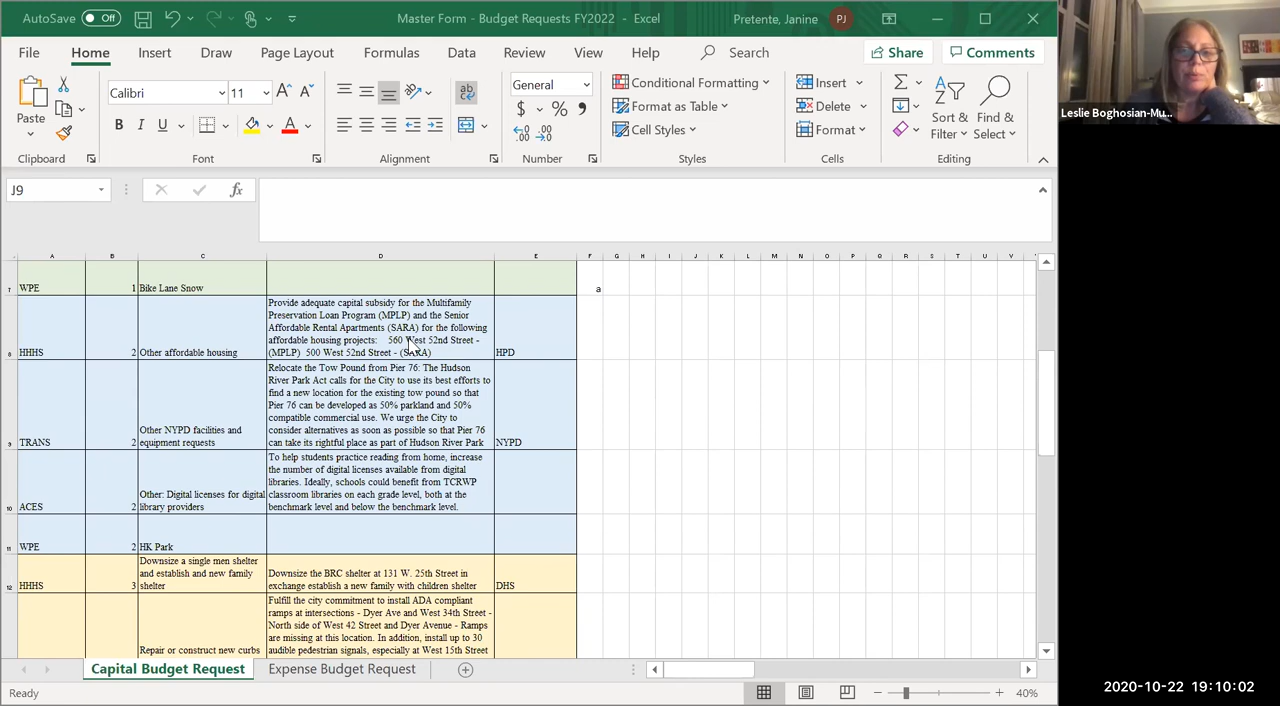 AutoSave Off
Master Form - Budget Requests FY2022 - Excel
Pretente, Janine PJ
File Home Insert Draw Page Layout Formulas Data Review View Help Search Share Comments
Paste
Clipboard
Calibri 11 A A
B I U A
Font
ab
Alignment
General
$ % ,
Number
Conditional Formatting
Format as Table
Cell Styles
Styles
Insert
Delete
Format
Cells
Sort & Filter
Find & Select
Editing
J9 fx
A B C D E F G H I J K L M N O P Q R S T U V
7 WPE 1 Bike Lane Snow a
Provide adequate capital subsidy for the Multifamily
Preservation Loan Program (MPLP) and the Senior
Affordable Rental Apartments (SARA) for the following
affordable housing projects: 560 West 52nd Street -
HHHS 2 Other affordable housing (MPLP) 500 West 52nd Street - (SARA) HPD
Relocate the Tow Pound from Pier 76: The Hudson
River Park Act calls for the City to use its best efforts to
find a new location for the existing tow pound so that
Pier 76 can be developed as 50% parkland and 50%
compatible commercial use. We urge the City to
Other NYPD facilities and consider alternatives as soon as possible so that Pier 76
9 TRANS 2 equipment requests can take its rightful place as part of Hudson River Park NYPD
To help students practice reading from home, increase
the number of digital licenses available from digital
libraries. Ideally, schools could benefit from TCRWP
Other: Digital licenses for digital classroom libraries on each grade level, both at the
10 ACES 2 library providers benchmark level and below the benchmark level.
11 WPE 2 HK Park
Downsize a single men shelter
and establish and new family Downsize the BRC shelter at 131 W. 25th Street in
12 HHHS 3 shelter exchange establish a new family with children shelter DHS
Fulfill the city commitment to install ADA compliant
ramps at intersections - Dyer Ave and West 34th Street -
North side of West 42 Street and Dyer Avenue - Ramps
are missing at this location. In addition, install up to 30
Repair or construct new curbs audible pedestrian signals, especially at West 15th Street
Capital Budget Request Expense Budget Request
Ready 40%
Leslie Boghosian-Mu...
2020-10-22 19:10:02